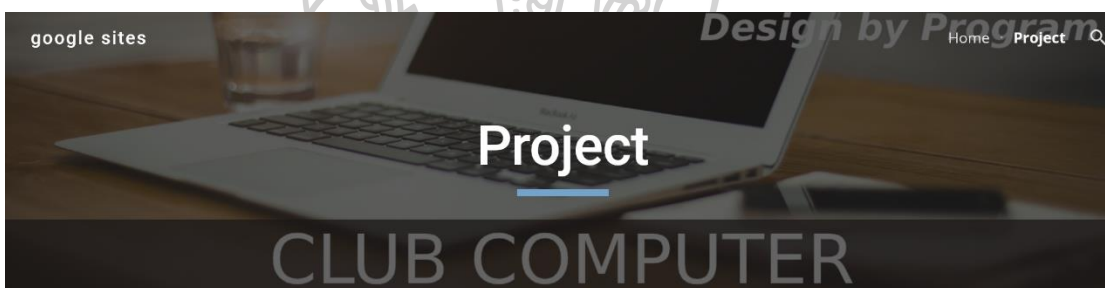 Design by Program
google sites
Home
Project
Project
CLUB COMPUTER